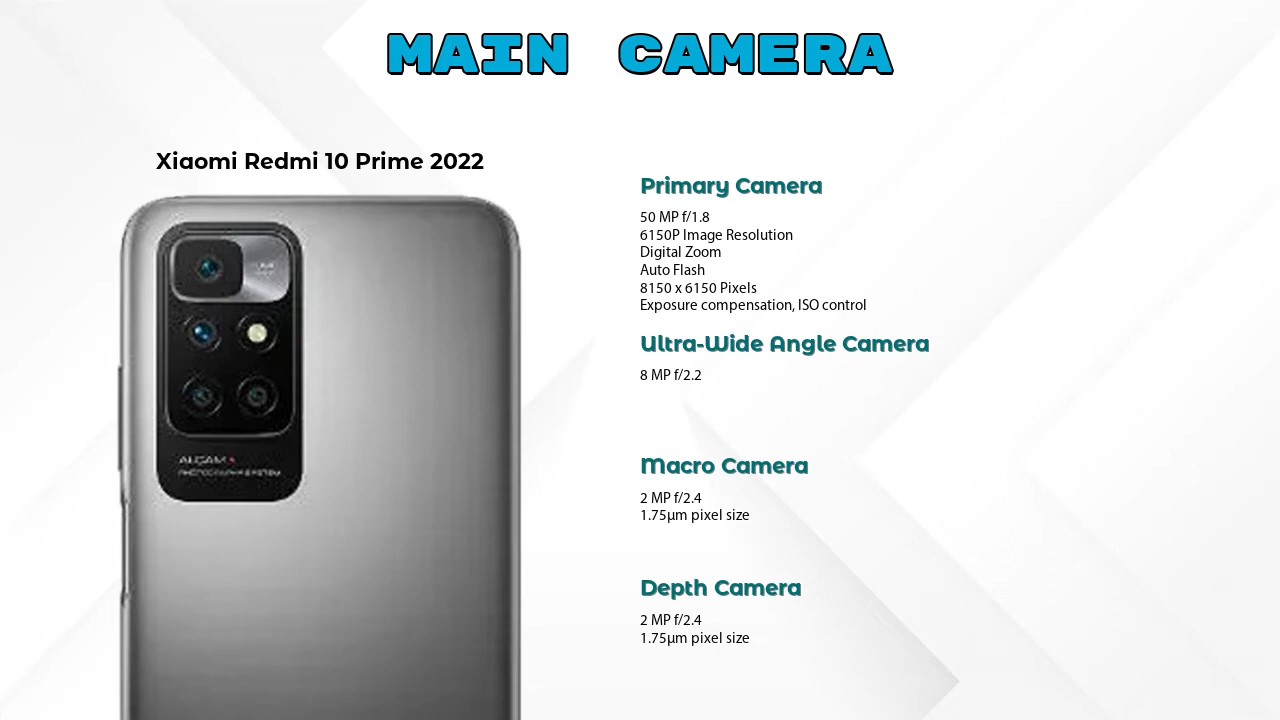 MAIN CAMERA
Xiaomi Redmi 10 Prime 2022
Primary Camera
50 MP f/1.8
6150P Image Resolution
Digital Zoom
Auto Flash
8150 x 6150 Pixels
Exposure compensation, ISO control
Ultra-Wide Angle Camera
8 MP f/2.2
Macro Camera
2 MP f/2.4
1.75μm pixel size
Depth Camera
2 MP f/2.4
1.75μm pixel size